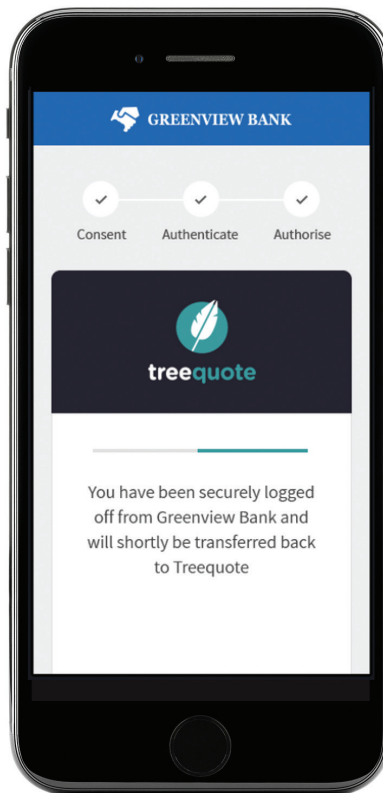 GREENVIEW BANK
Consent Authenticate Authorise
treequote
You have been securely logged
off from Greenview Bank and
will shortly be transferred back
to Treequote